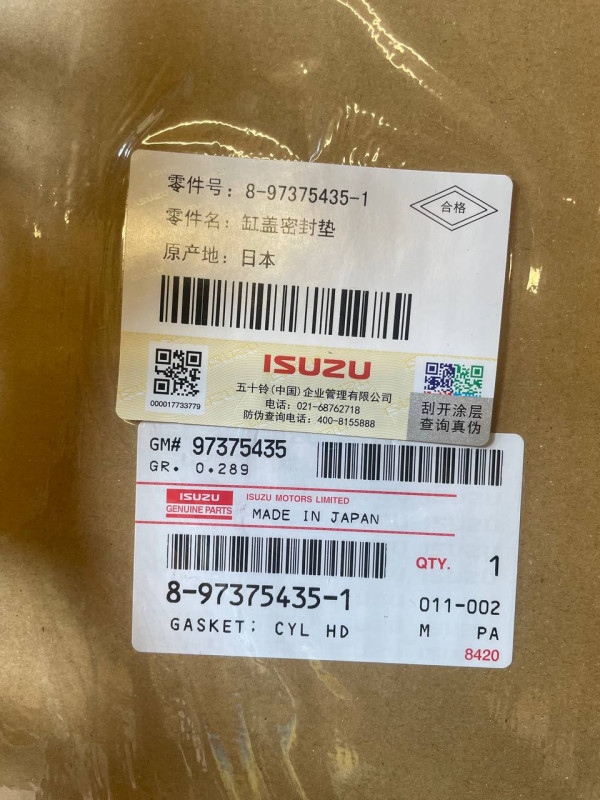 零件号: 8-97375435-1
合格
零件名: 缸盖密封垫
原产地: 日本
ISUZU
五十铃(中国)企业管理有限公司
电话: 021-68762718
防伪查询电话: 400-8155888
000017733779
刮开涂层
查询真伪
GM# 97375435
GR. 0.289
ISUZU
GENUINE PARTS
ISUZU MOTORS LIMITED
MADE IN JAPAN
QTY. 1
8-97375435-1
011-002
GASKET; CYL HD
M PA
8420